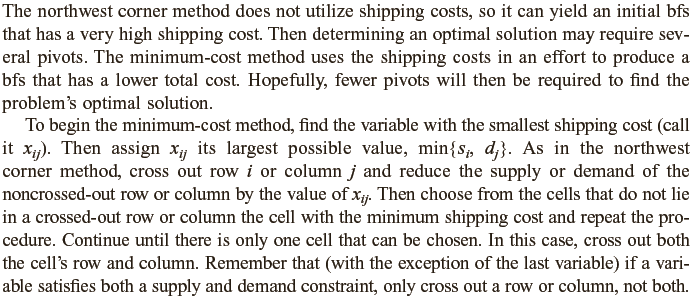 The northwest corner method does not utilize shipping costs, so it can yield an initial bfs
that has a very high shipping cost. Then determining an optimal solution may require sev-
eral pivots. The minimum-cost method uses the shipping costs in an effort to produce a
bfs that has a lower total cost. Hopefully, fewer pivots will then be required to find the
problem's optimal solution.
To begin the minimum-cost method, find the variable with the smallest shipping cost (call
it xij). Then assign xij its largest possible value, min{si, dj}. As in the northwest
corner method, cross out row i or column j and reduce the supply or demand of the
noncrossed-out row or column by the value of xij. Then choose from the cells that do not lie
in a crossed-out row or column the cell with the minimum shipping cost and repeat the pro-
cedure. Continue until there is only one cell that can be chosen. In this case, cross out both
the cell's row and column. Remember that (with the exception of the last variable) if a vari-
able satisfies both a supply and demand constraint, only cross out a row or column, not both.